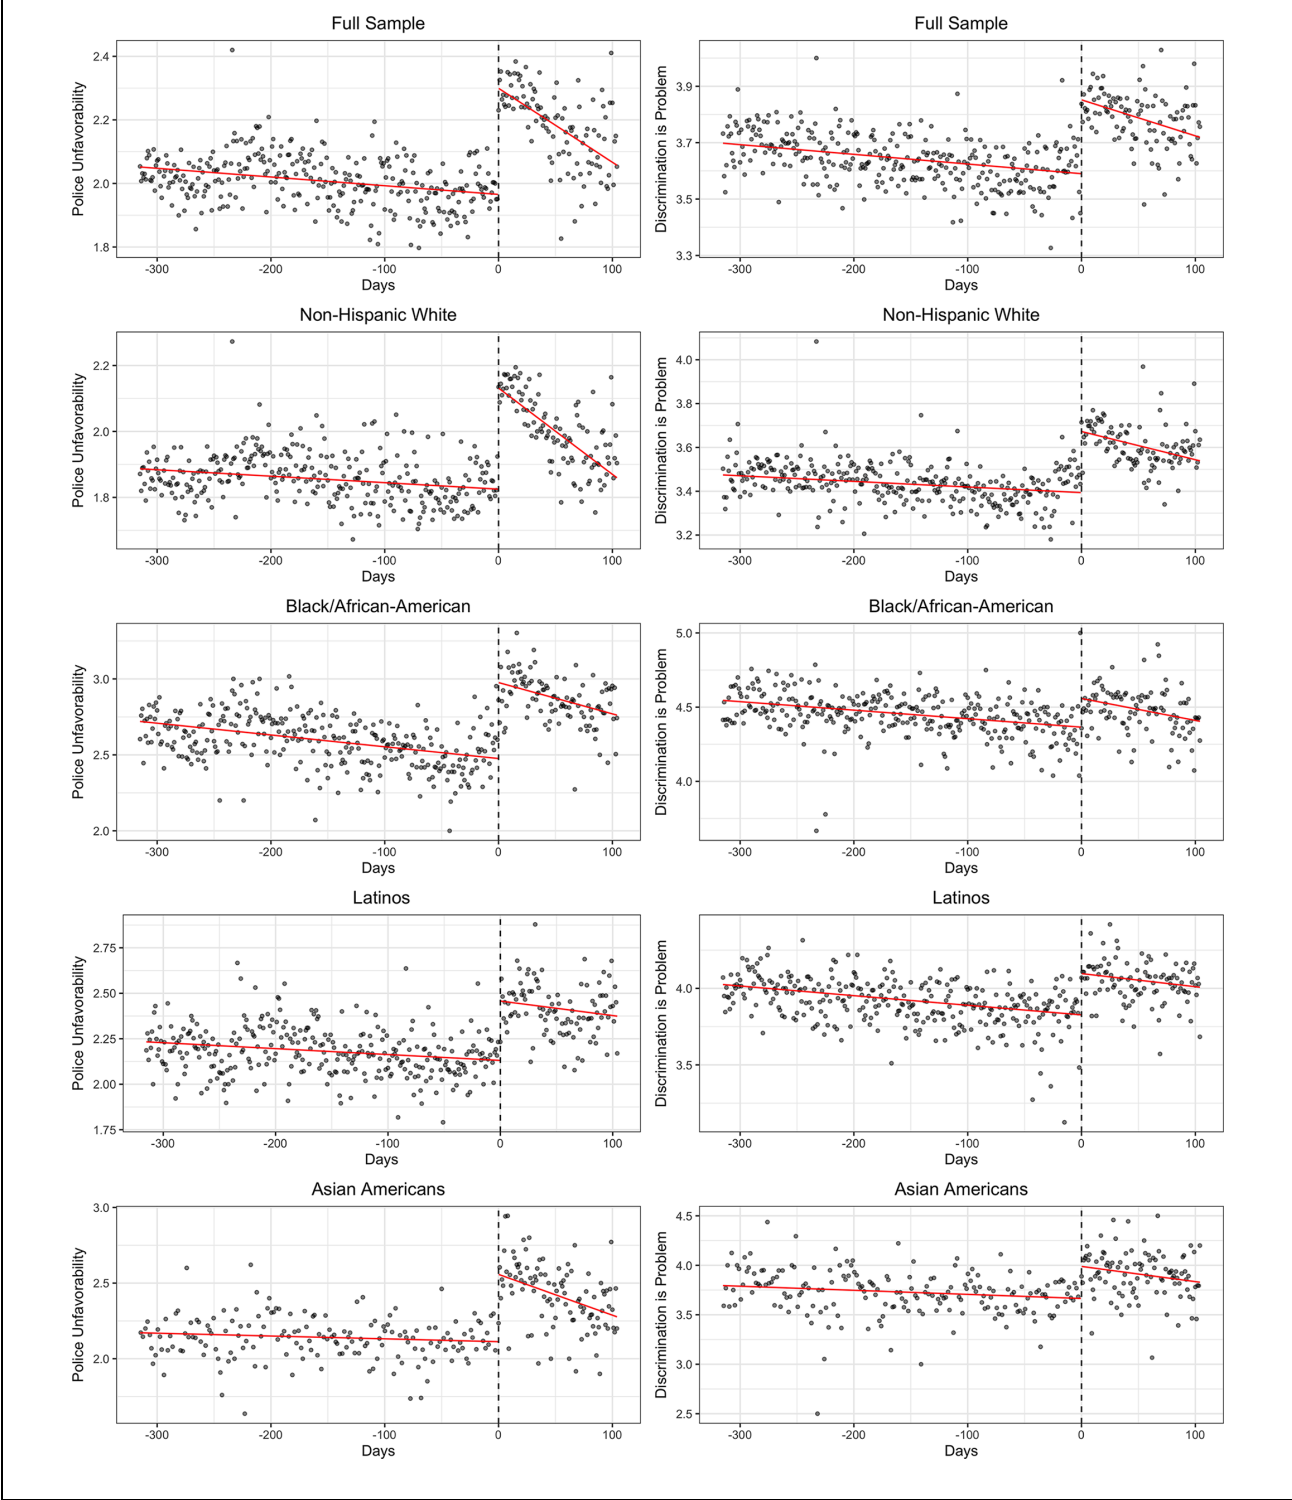 Full Sample
Police Unfavorability
2.4
2.2
2.0
1.8
-300 -200 -100 0 100
Days
Full Sample
Discrimination is Problem
3.9
3.7
3.5
3.3
-300 -200 -100 0 100
Days
Non-Hispanic White
Police Unfavorability
2.2
2.0
1.8
-300 -200 -100 0 100
Days
Non-Hispanic White
Discrimination is Problem
4.0
3.8
3.6
3.4
3.2
-300 -200 -100 0 100
Days
Black/African-American
Police Unfavorability
3.0
2.5
2.0
-300 -200 -100 0 100
Days
Black/African-American
Discrimination is Problem
5.0
4.5
4.0
-300 -200 -100 0 100
Days
Latinos
Police Unfavorability
2.75
2.50
2.25
2.00
1.75
-300 -200 -100 0 100
Days
Latinos
Discrimination is Problem
4.0
3.5
-300 -200 -100 0 100
Days
Asian Americans
Police Unfavorability
3.0
2.5
2.0
-300 -200 -100 0 100
Days
Asian Americans
Discrimination is Problem
4.5
4.0
3.5
3.0
2.5
-300 -200 -100 0 100
Days